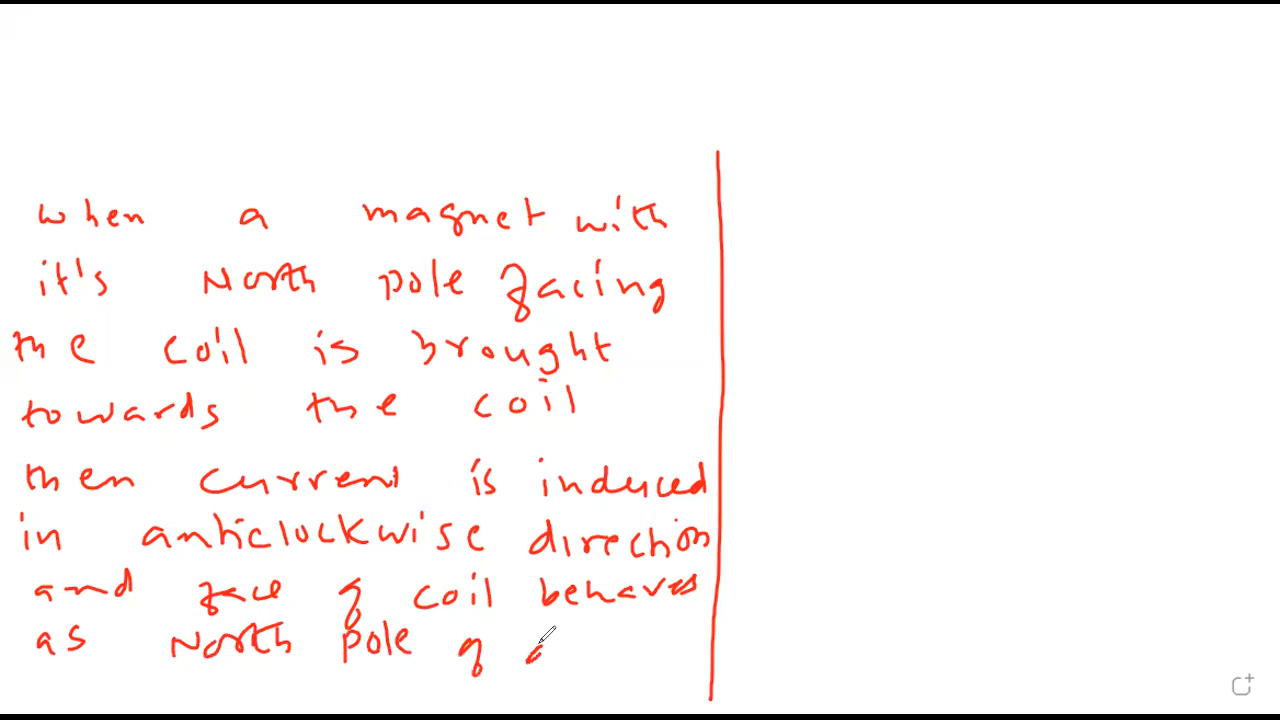 when a magnet with
it's North pole facing
the coil is brought
towards the coil
then current is induced
in anticlockwise direction
and face of coil behaves
as North pole of